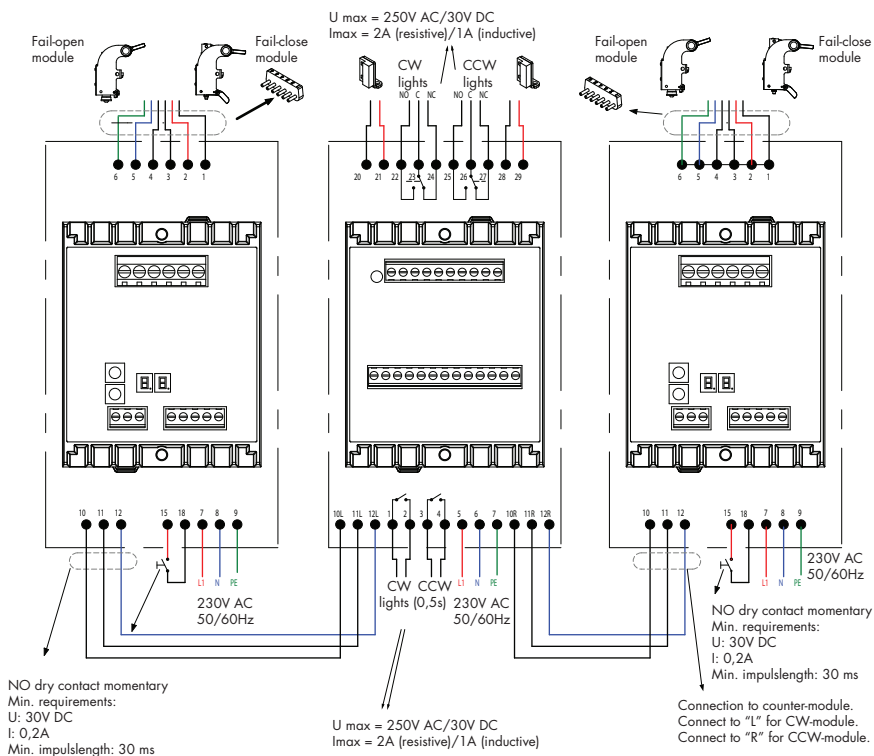 U max = 250V AC/30V DC
Imax = 2A (resistive)/1A (inductive)
Fail-open
module
Fail-close
module
CW
lights
CCW
lights
NO C NC
NO C NC
Fail-open
module
Fail-close
module
6 5 4 3 2 1
20 21 22 23 24 25 26 27 28 29
6 5 4 3 2 1
10 11 12 15 18 7 8 9
10L 11L 12L 1 2 3 4 5 6 7 10R 11R 12R
10 11 12 15 18 7 8 9
L1 N PE
230V AC
50/60Hz
CW CCW
lights (0,5s)
L1 N PE
230V AC
50/60Hz
L1 N PE
230V AC
50/60Hz
NO dry contact momentary
Min. requirements:
U: 30V DC
I: 0,2A
Min. impulslength: 30 ms
U max = 250V AC/30V DC
Imax = 2A (resistive)/1A (inductive)
NO dry contact momentary
Min. requirements:
U: 30V DC
I: 0,2A
Min. impulslength: 30 ms
Connection to counter-module.
Connect to "L" for CW-module.
Connect to "R" for CCW-module.